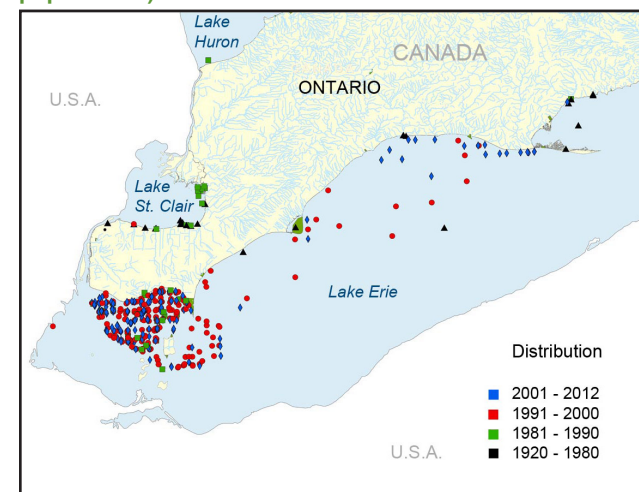 Lake
Huron
CANADA
ONTARIO
U.S.A.
Lake
St. Clair
Lake Erie
Distribution
2001 - 2012
1991 - 2000
1981 - 1990
1920 - 1980
U.S.A.